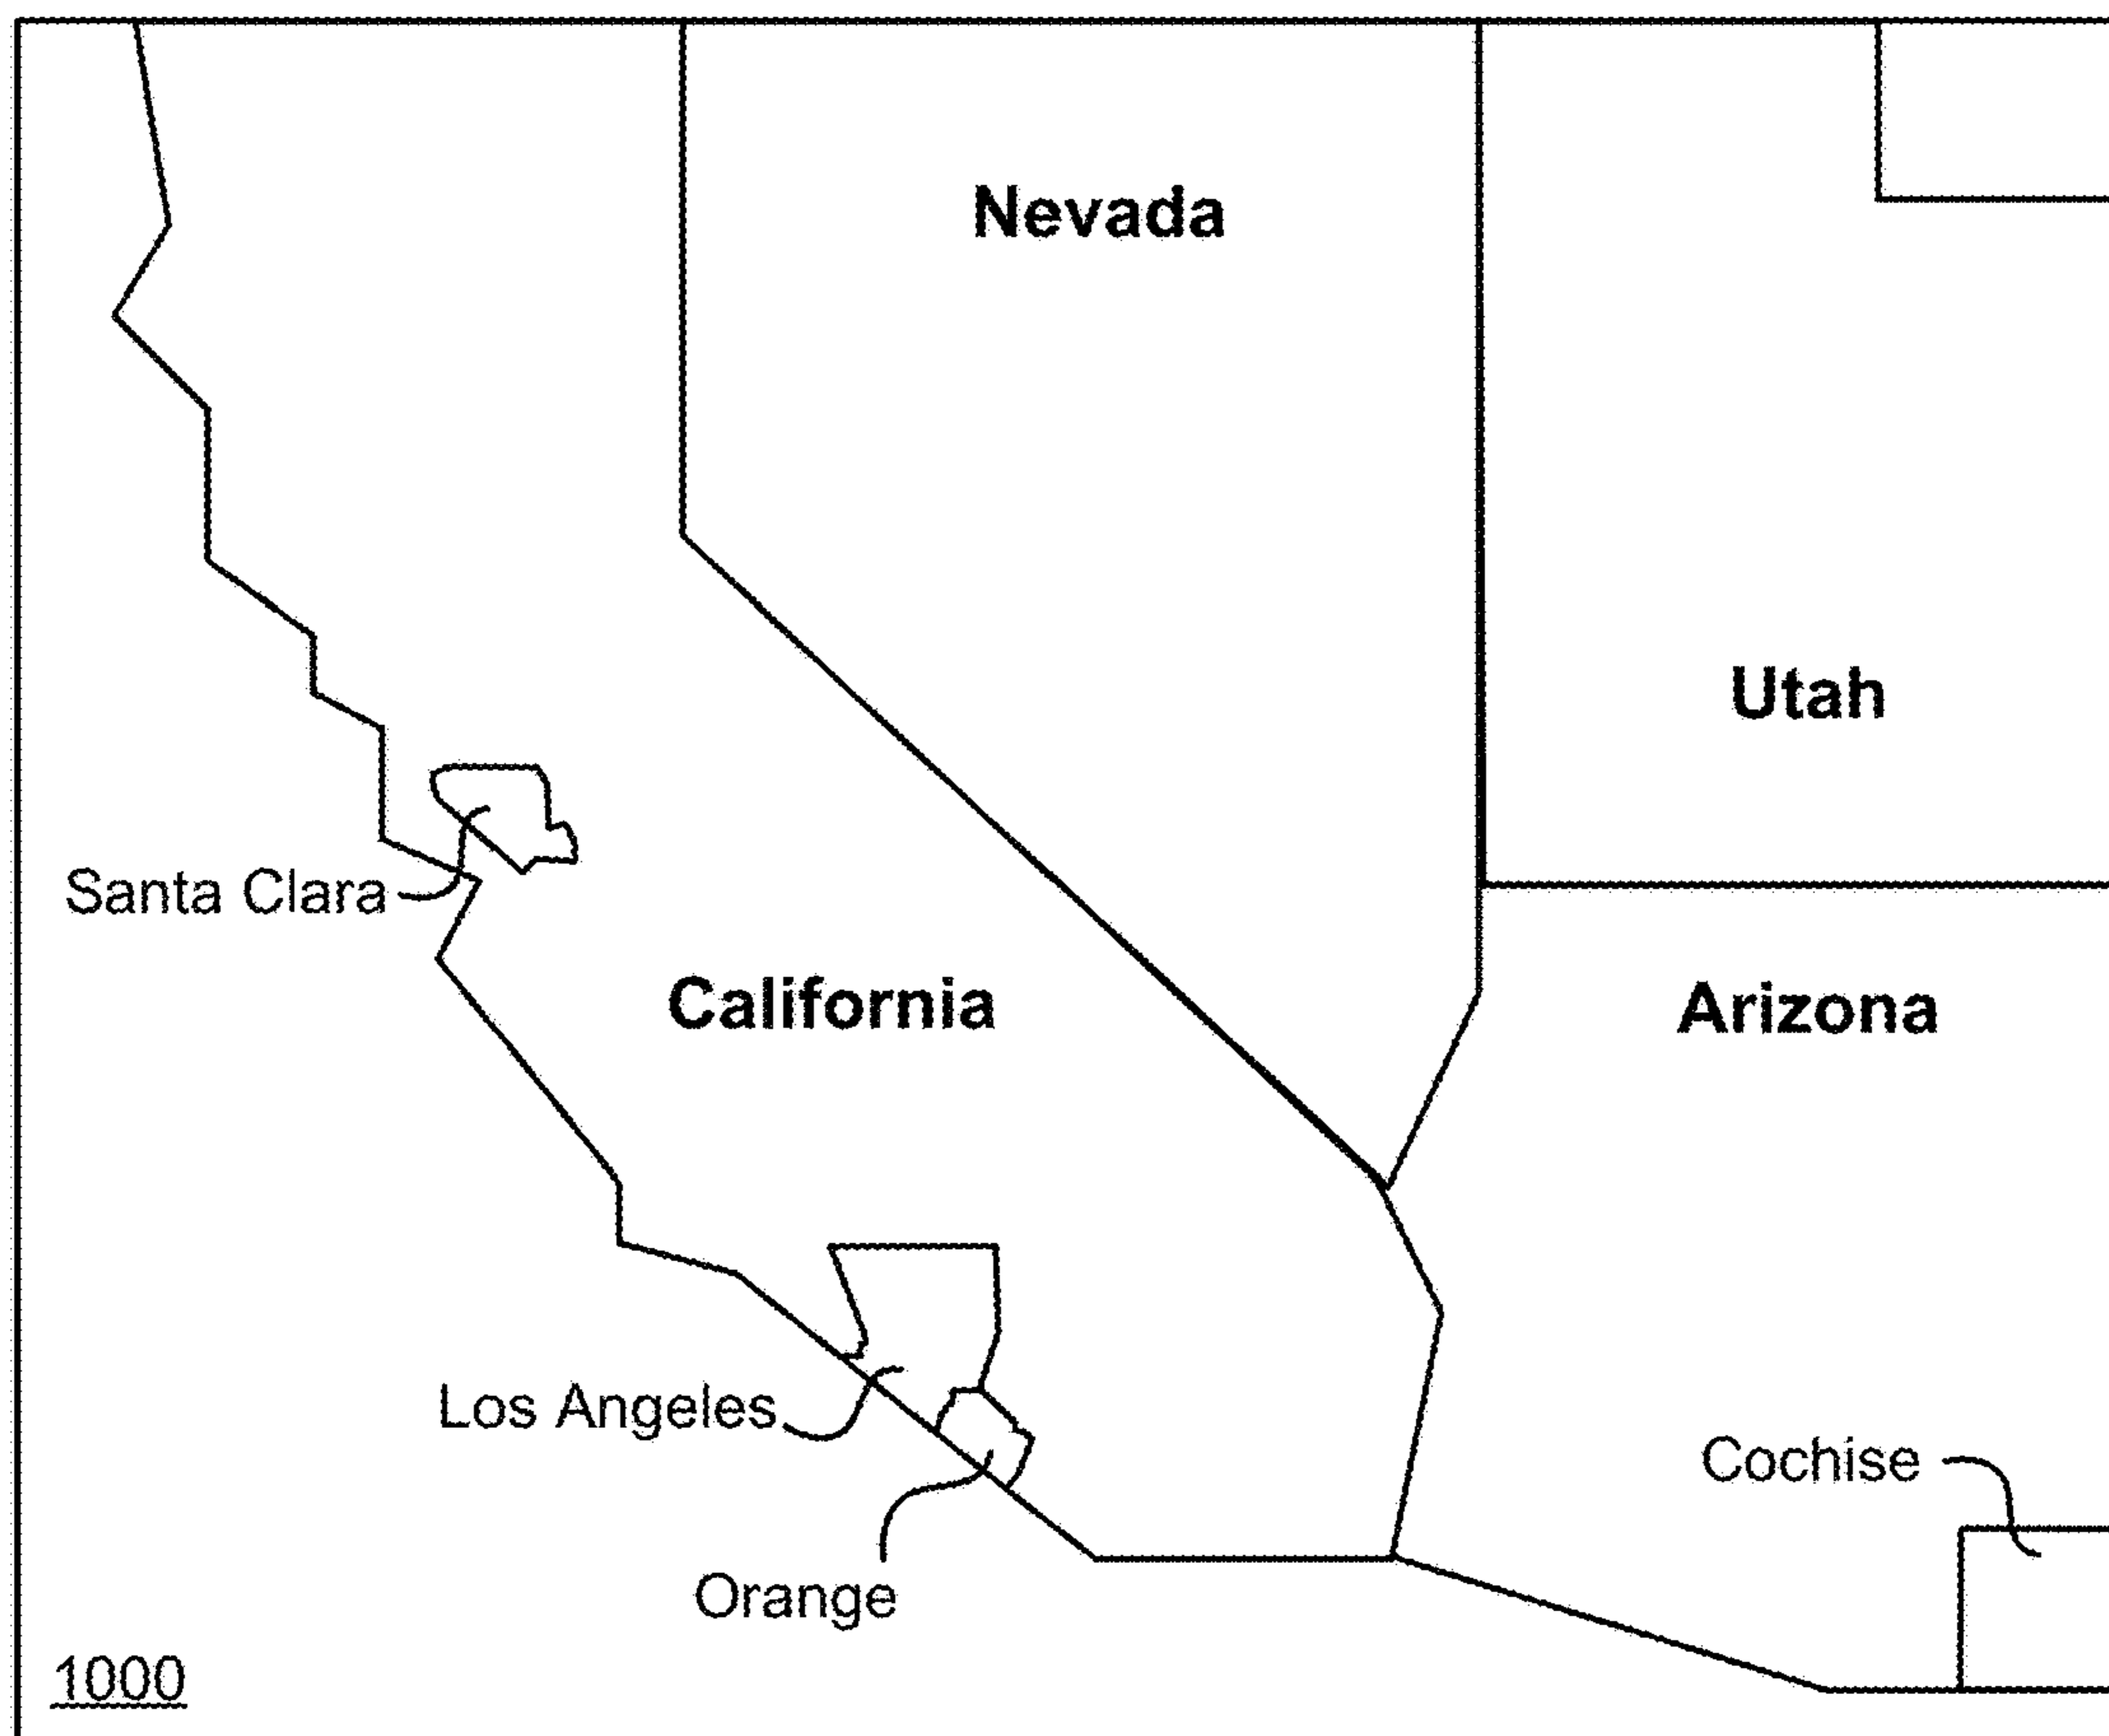 Nevada
Utah
Santa Clara
California
Arizona
Los Angeles
Cochise
Orange
1000